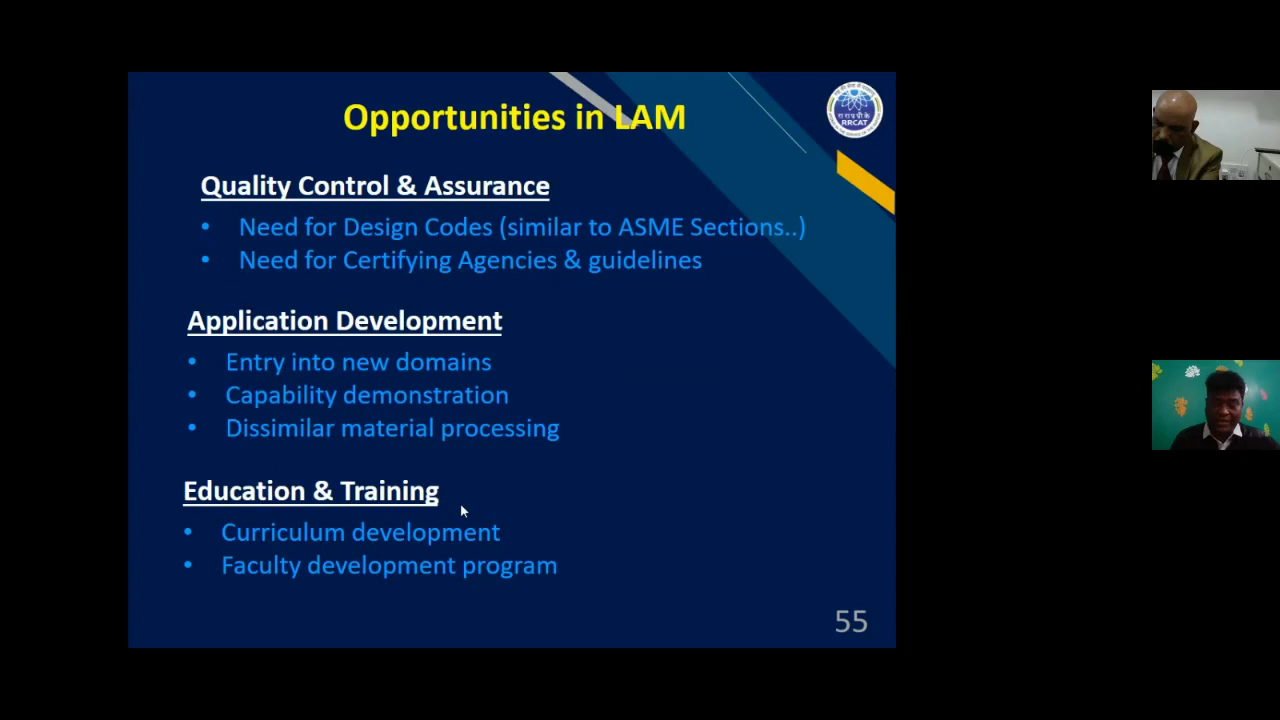 Opportunities in LAM
RRCAT
Quality Control & Assurance
• Need for Design Codes (similar to ASME Sections..)
• Need for Certifying Agencies & guidelines
Application Development
• Entry into new domains
• Capability demonstration
• Dissimilar material processing
Education & Training
• Curriculum development
• Faculty development program
55